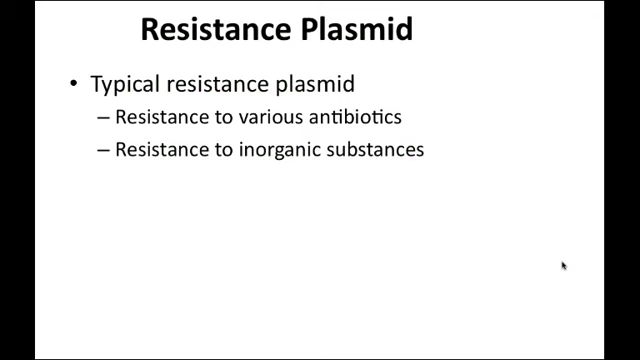 Resistance Plasmid
• Typical resistance plasmid
– Resistance to various antibiotics
– Resistance to inorganic substances